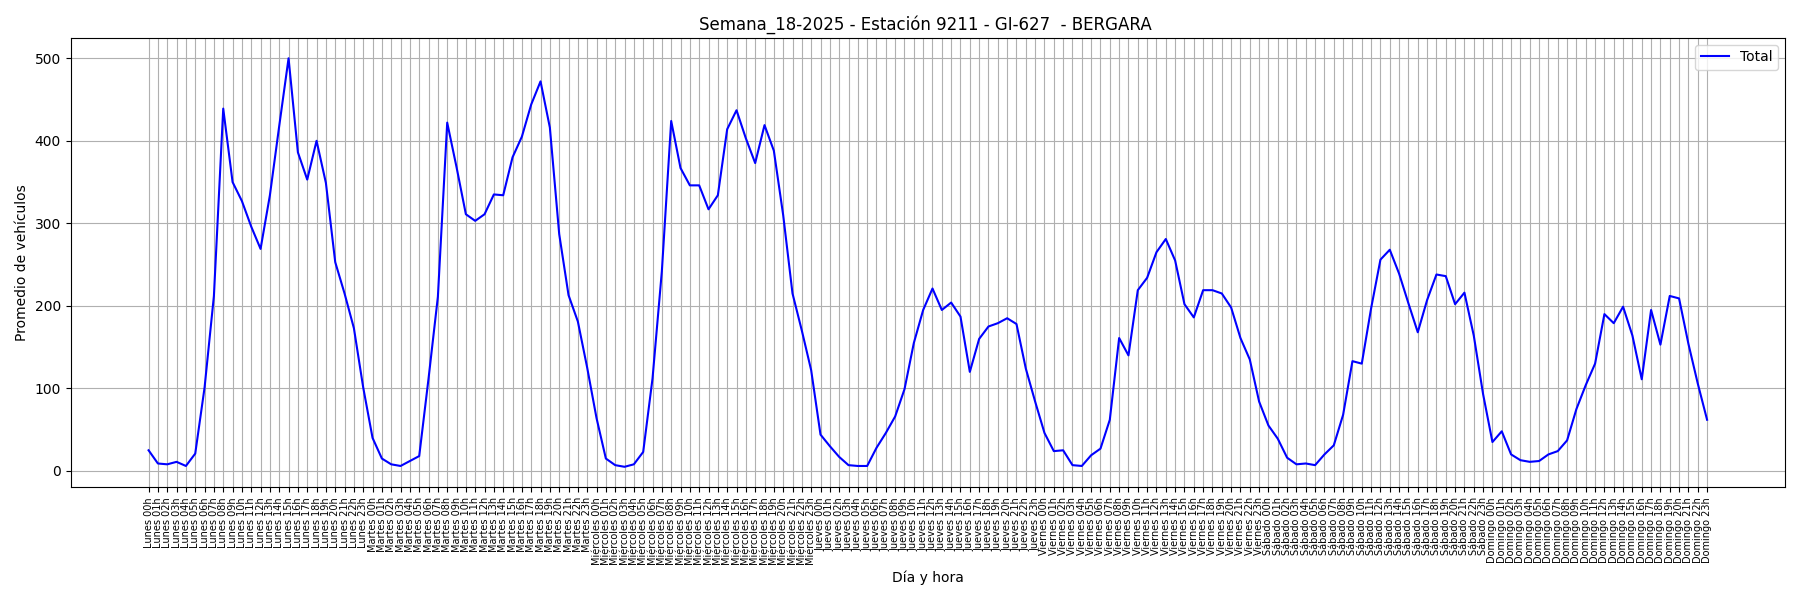 Semana_18-2025 - Estación 9211 - GI-627  - BERGARA
Total
Promedio de vehículos
500
400
300
200
100
0
Lunes 00h
Lunes 01h
Lunes 02h
Lunes 03h
Lunes 04h
Lunes 05h
Lunes 06h
Lunes 07h
Lunes 08h
Lunes 09h
Lunes 10h
Lunes 11h
Lunes 12h
Lunes 13h
Lunes 14h
Lunes 15h
Lunes 16h
Lunes 17h
Lunes 18h
Lunes 19h
Lunes 20h
Lunes 21h
Lunes 22h
Lunes 23h
Martes 00h
Martes 01h
Martes 02h
Martes 03h
Martes 04h
Martes 05h
Martes 06h
Martes 07h
Martes 08h
Martes 09h
Martes 10h
Martes 11h
Martes 12h
Martes 13h
Martes 14h
Martes 15h
Martes 16h
Martes 17h
Martes 18h
Martes 19h
Martes 20h
Martes 21h
Martes 22h
Martes 23h
Miércoles 00h
Miércoles 01h
Miércoles 02h
Miércoles 03h
Miércoles 04h
Miércoles 05h
Miércoles 06h
Miércoles 07h
Miércoles 08h
Miércoles 09h
Miércoles 10h
Miércoles 11h
Miércoles 12h
Miércoles 13h
Miércoles 14h
Miércoles 15h
Miércoles 16h
Miércoles 17h
Miércoles 18h
Miércoles 19h
Miércoles 20h
Miércoles 21h
Miércoles 22h
Miércoles 23h
Jueves 00h
Jueves 01h
Jueves 02h
Jueves 03h
Jueves 04h
Jueves 05h
Jueves 06h
Jueves 07h
Jueves 08h
Jueves 09h
Jueves 10h
Jueves 11h
Jueves 12h
Jueves 13h
Jueves 14h
Jueves 15h
Jueves 16h
Jueves 17h
Jueves 18h
Jueves 19h
Jueves 20h
Jueves 21h
Jueves 22h
Jueves 23h
Viernes 00h
Viernes 01h
Viernes 02h
Viernes 03h
Viernes 04h
Viernes 05h
Viernes 06h
Viernes 07h
Viernes 08h
Viernes 09h
Viernes 10h
Viernes 11h
Viernes 12h
Viernes 13h
Viernes 14h
Viernes 15h
Viernes 16h
Viernes 17h
Viernes 18h
Viernes 19h
Viernes 20h
Viernes 21h
Viernes 22h
Viernes 23h
Sábado 00h
Sábado 01h
Sábado 02h
Sábado 03h
Sábado 04h
Sábado 05h
Sábado 06h
Sábado 07h
Sábado 08h
Sábado 09h
Sábado 10h
Sábado 11h
Sábado 12h
Sábado 13h
Sábado 14h
Sábado 15h
Sábado 16h
Sábado 17h
Sábado 18h
Sábado 19h
Sábado 20h
Sábado 21h
Sábado 22h
Sábado 23h
Domingo 00h
Domingo 01h
Domingo 02h
Domingo 03h
Domingo 04h
Domingo 05h
Domingo 06h
Domingo 07h
Domingo 08h
Domingo 09h
Domingo 10h
Domingo 11h
Domingo 12h
Domingo 13h
Domingo 14h
Domingo 15h
Domingo 16h
Domingo 17h
Domingo 18h
Domingo 19h
Domingo 20h
Domingo 21h
Domingo 22h
Domingo 23h
Día y hora